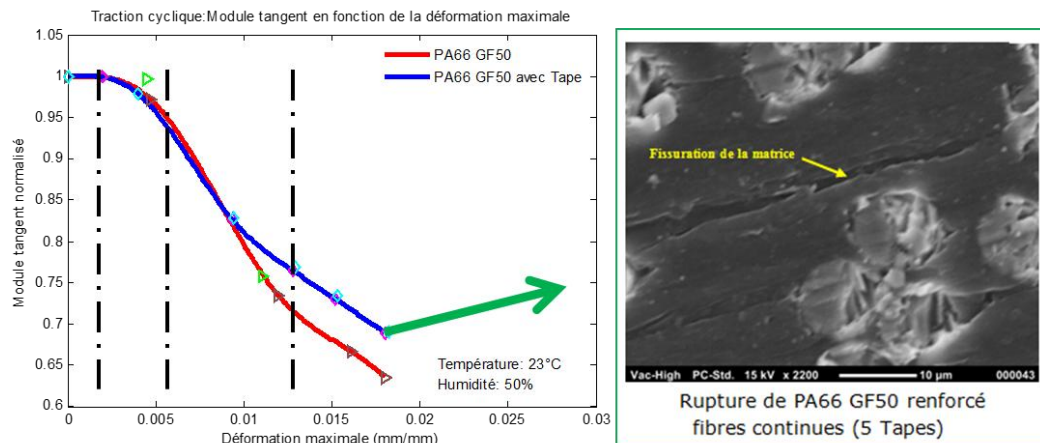 Traction cyclique:Module tangent en fonction de la déformation maximale
Module tangent normalisé
1.05
1
0.95
0.9
0.85
0.8
0.75
0.7
0.65
0.6
PA66 GF50
PA66 GF50 avec Tape
Température: 23°C
Humidité: 50%
0
0.005
0.01
0.015
0.02
0.025
0.03
Déformation maximale (mm/mm)
Fissuration de la matrice
Vac-High PC-Std. 15 kV x 2200 10 µm 000043
Rupture de PA66 GF50 renforcé
fibres continues (5 Tapes)